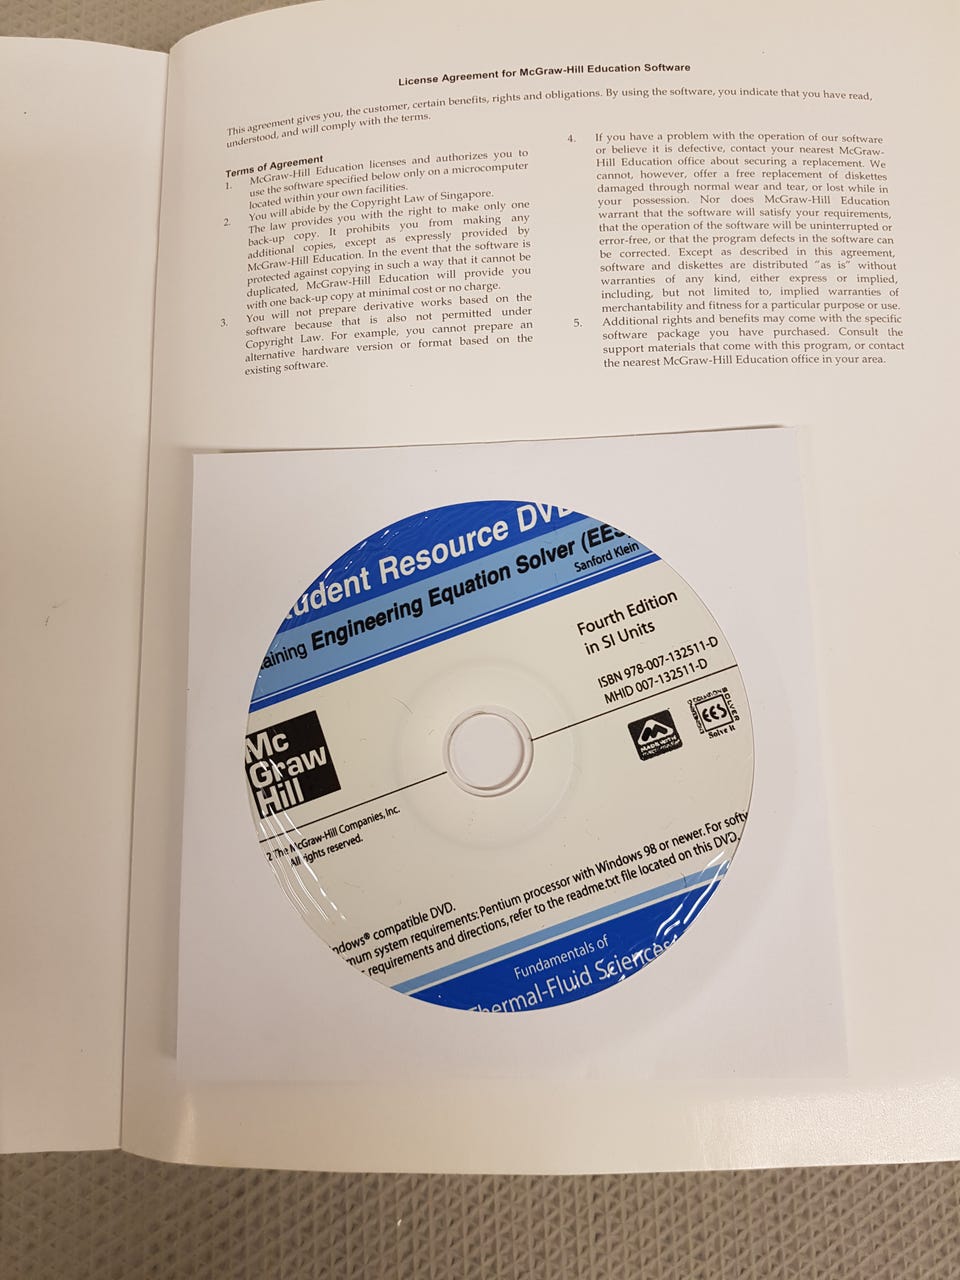 License Agreement for McGraw-Hill Education Software
This agreement gives you, the customer, certain benefits, rights and obligations. By using the software, you indicate that you have read,
understood, and will comply with the terms.
Terms of Agreement
1. McGraw-Hill Education licenses and authorizes you to
use the software specified below only on a microcomputer
located within your own facilities.
2. You will abide by the Copyright Law of Singapore.
The law provides you with the right to make only one
back-up copy. It prohibits you from making any
additional copies, except as expressly provided by
McGraw-Hill Education. In the event that the software is
protected against copying in such a way that it cannot be
duplicated, McGraw-Hill Education will provide you
with one back-up copy at minimal cost or no charge.
3. You will not prepare derivative works based on the
software because that is also not permitted under
Copyright Law. For example, you cannot prepare an
alternative hardware version or format based on the
existing software.
4. If you have a problem with the operation of our software
or believe it is defective, contact your nearest McGraw-
Hill Education office about securing a replacement. We
cannot, however, offer a free replacement of diskettes
damaged through normal wear and tear, or lost while in
your possession. Nor does McGraw-Hill Education
warrant that the software will satisfy your requirements,
that the operation of the software will be uninterrupted or
error-free, or that the program defects in the software can
be corrected. Except as described in this agreement,
software and diskettes are distributed "as is" without
warranties of any kind, either express or implied,
including, but not limited to, implied warranties of
merchantability and fitness for a particular purpose or use.
5. Additional rights and benefits may come with the specific
software package you have purchased. Consult the
support materials that come with this program, or contact
the nearest McGraw-Hill Education office in your area.
udent Resource DVD
aining Engineering Equation Solver (EES
Sanford Klein
Fourth Edition
in SI Units
ISBN 978-007-132511-D
MHID 007-132511-D
Mc
Graw
Hill
EES
Solve it
2 The McGraw-Hill Companies, Inc.
All rights reserved.
ndows® compatible DVD.
mum system requirements: Pentium processor with Windows 98 or newer. For softw
requirements and directions, refer to the readme.txt file located on this DVD.
Fundamentals of
Thermal-Fluid Sciences